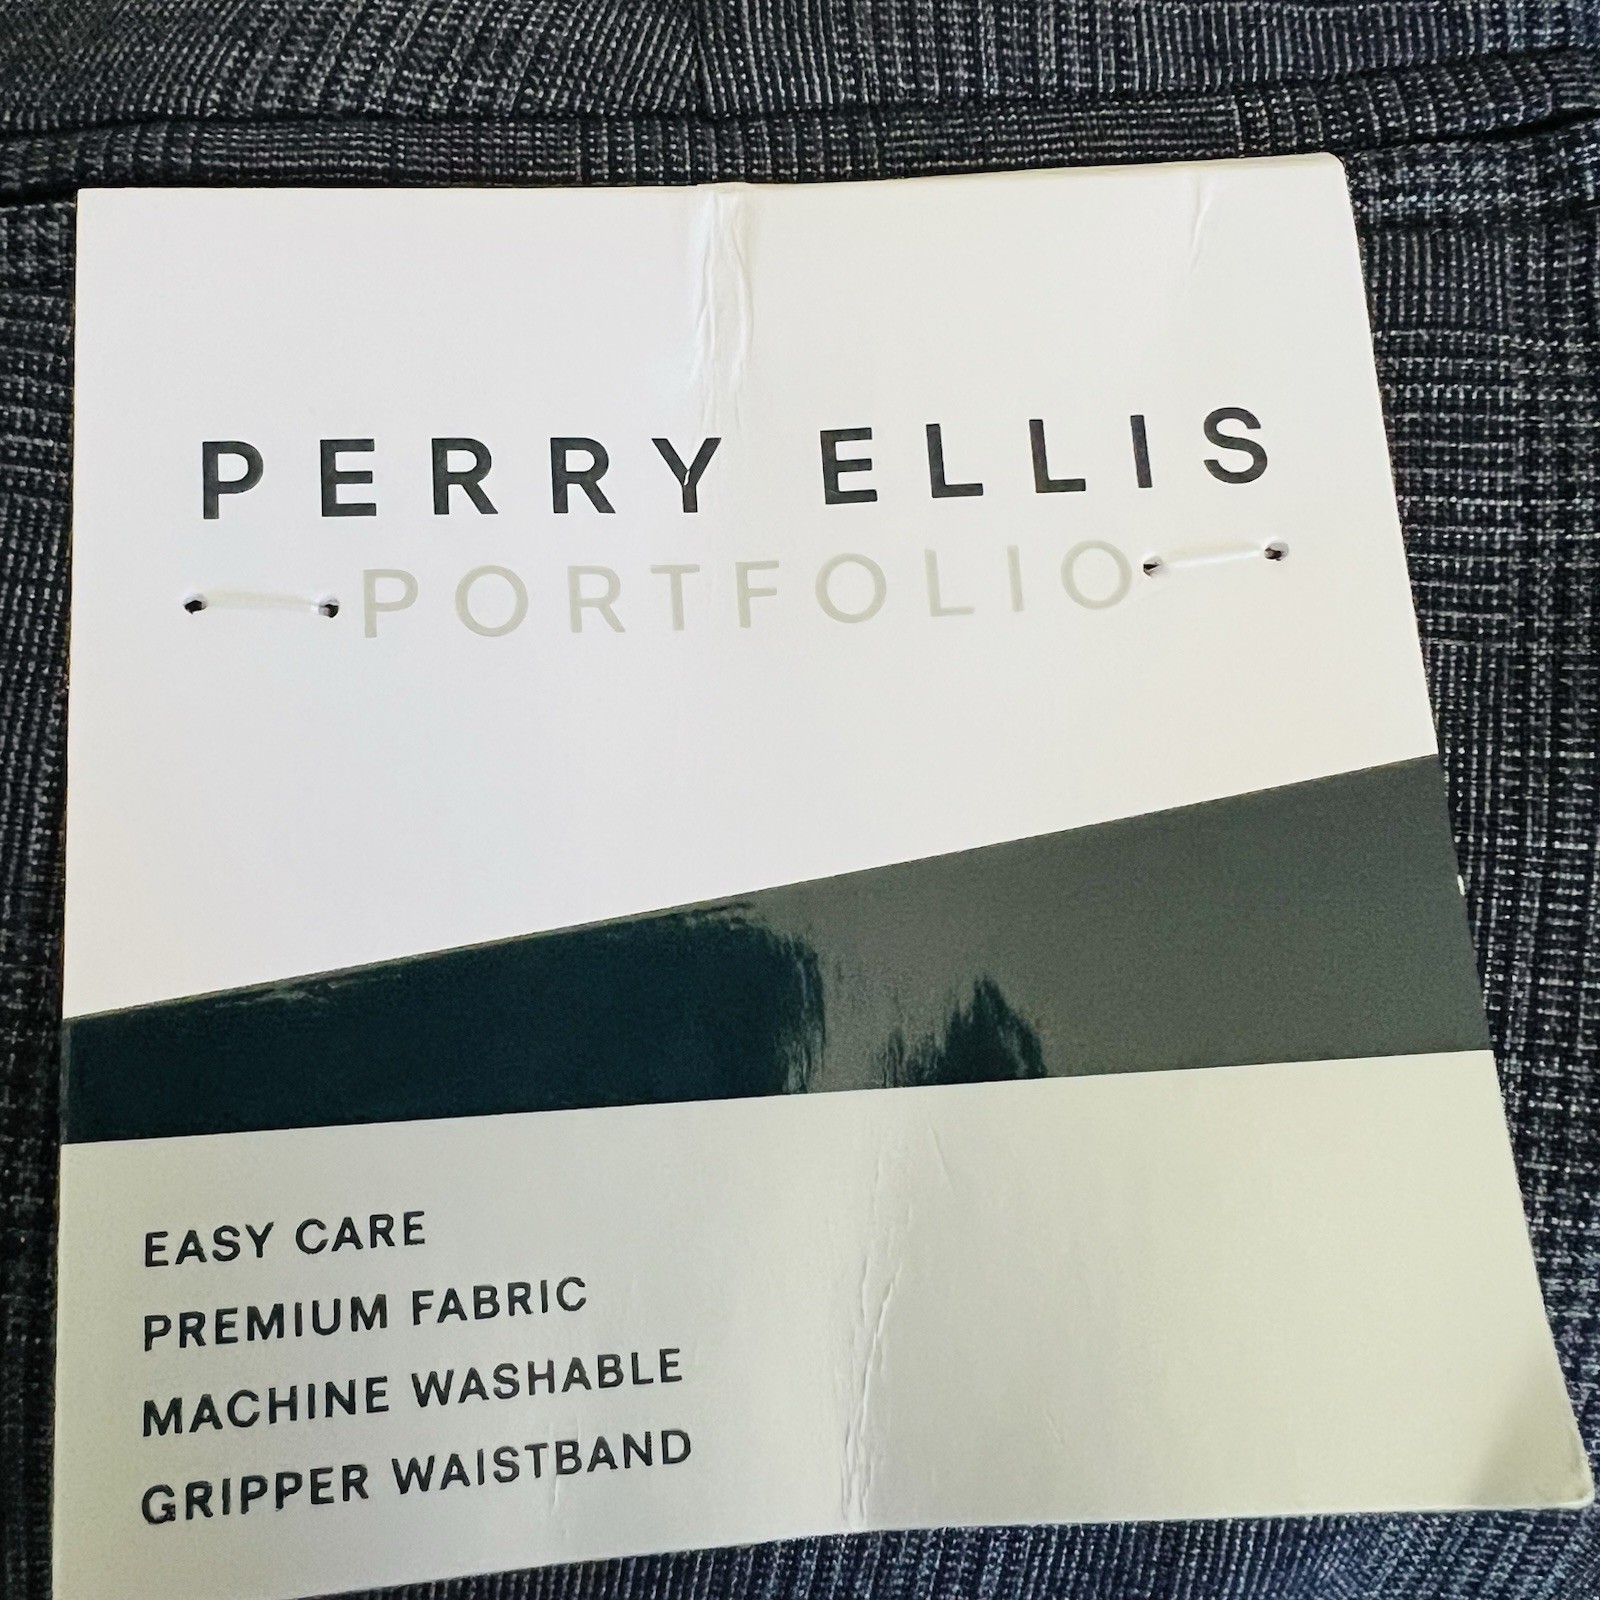 PERRY ELLIS
PORTFOLIO
EASY CARE
PREMIUM FABRIC
MACHINE WASHABLE
GRIPPER WAISTBAND